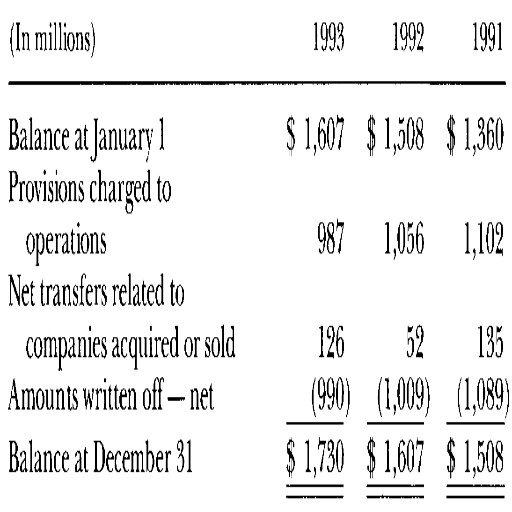 (In millions) 1993 1992 1991
Balance at January 1 $ 1,607 $ 1,508 $ 1,360
Provisions charged to
operations 987 1,056 1,102
Net transfers related to
companies acquired or sold 126 52 135
Amounts written off — net (990) (1,009) (1,089)
Balance at December 31 $ 1,730 $ 1,607 $ 1,508